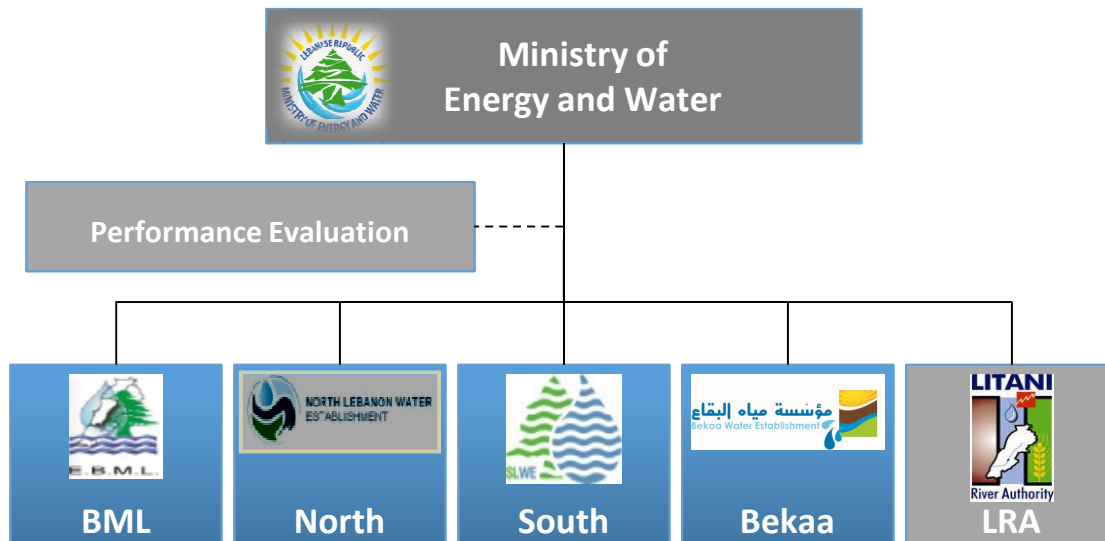 LEBANESE REPUBLIC
MINISTRY OF ENERGY AND WATER
Ministry of
Energy and Water
Performance Evaluation
E.B.M.L.
BML
NORTH LEBANON WATER
ESTABLISHMENT
North
SLWE
South
مؤسسة مياه البقاع
Bekaa Water Establishment
Bekaa
LITANI
River Authority
LRA